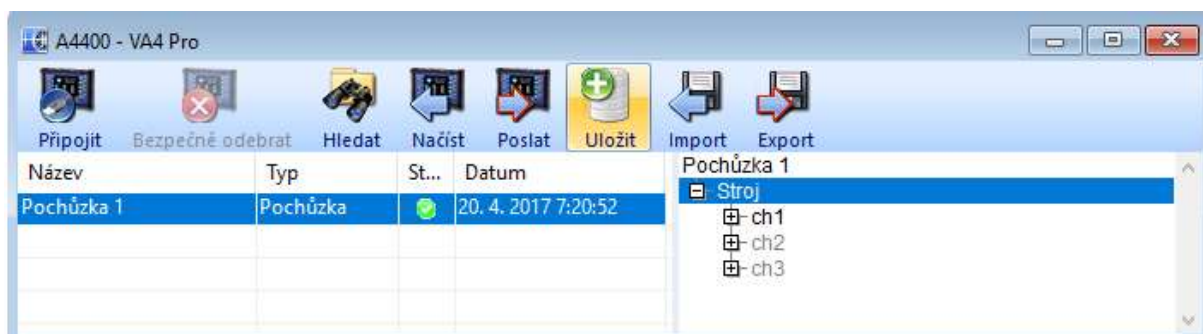 A4400 - VA4 Pro
Připojit Bezpečně odebrat Hledat Načíst Poslat Uložit Import Export
Název Typ St... Datum
Pochůzka 1 Pochůzka 20. 4. 2017 7:20:52
Pochůzka 1
Stroj
ch1
ch2
ch3